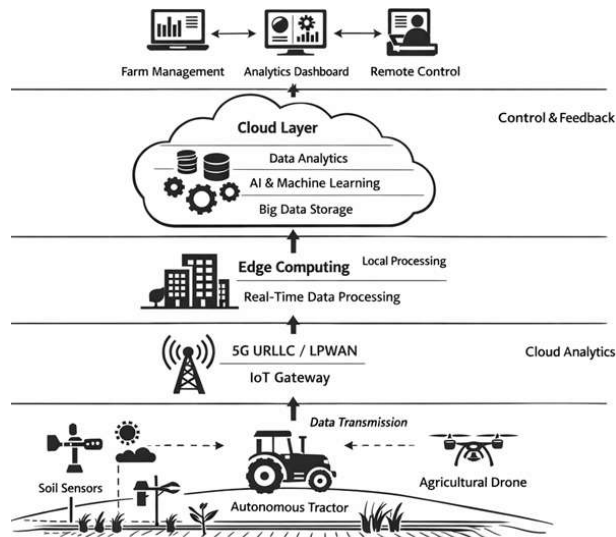 Farm Management
Analytics Dashboard
Remote Control
Control & Feedback
Cloud Layer
Data Analytics
AI & Machine Learning
Big Data Storage
Edge Computing
Local Processing
Real-Time Data Processing
5G URLLC / LPWAN
Cloud Analytics
IoT Gateway
Data Transmission
Soil Sensors
Agricultural Drone
Autonomous Tractor